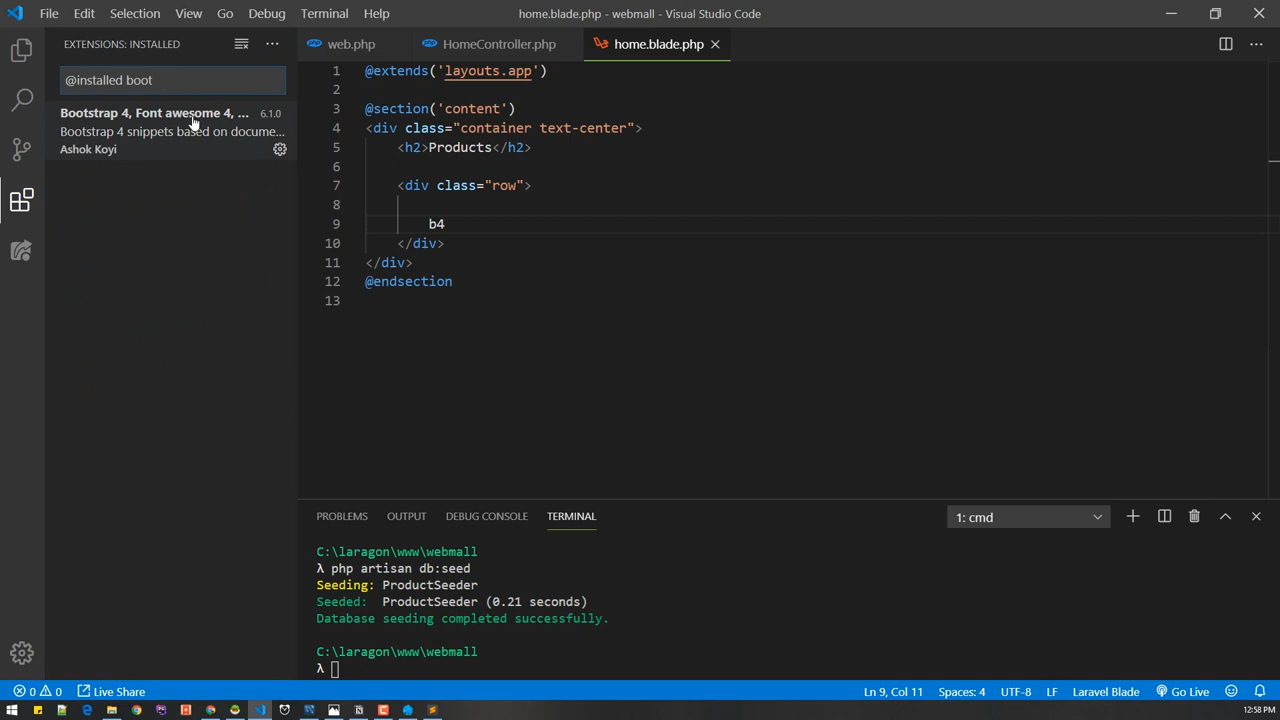 File Edit Selection View Go Debug Terminal Help
home.blade.php - webmall - Visual Studio Code
EXTENSIONS: INSTALLED
@installed boot
Bootstrap 4, Font awesome 4, ... 6.1.0
Bootstrap 4 snippets based on docume...
Ashok Koyi
web.php HomeController.php home.blade.php
1 @extends('layouts.app')
2
3 @section('content')
4 <div class="container text-center">
5 <h2>Products</h2>
6
7 <div class="row">
8
9 b4
10 </div>
11 </div>
12 @endsection
13
PROBLEMS OUTPUT DEBUG CONSOLE TERMINAL 1: cmd
C:\laragon\www\webmall
λ php artisan db:seed
Seeding: ProductSeeder
Seeded: ProductSeeder (0.21 seconds)
Database seeding completed successfully.
C:\laragon\www\webmall
λ
0 0 Live Share Ln 9, Col 11 Spaces: 4 UTF-8 LF Laravel Blade Go Live
12:58 PM